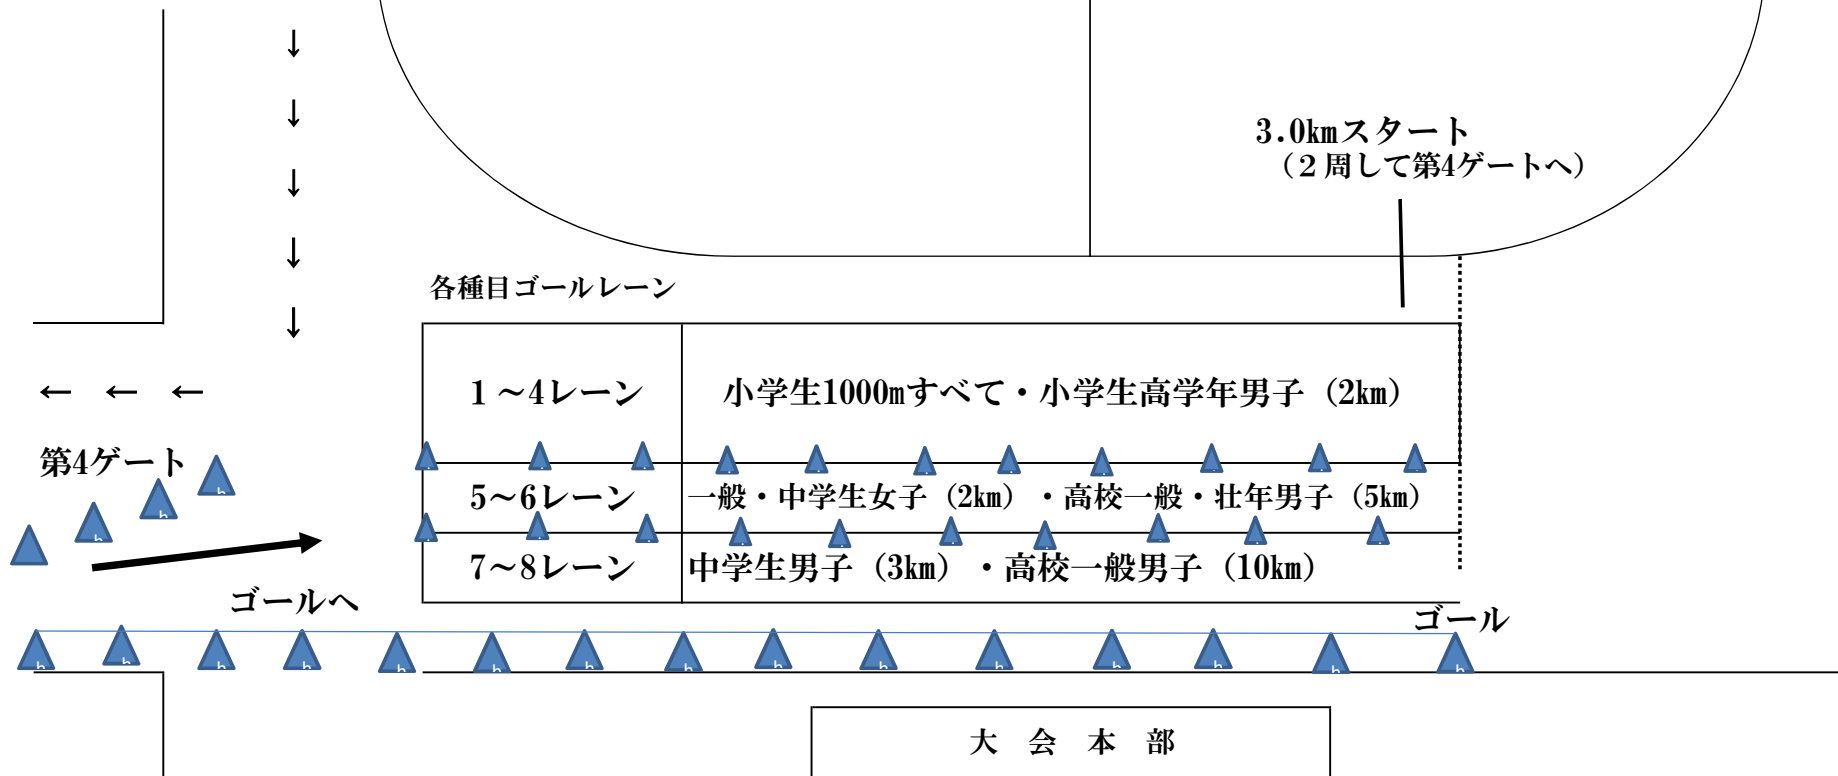 3.0kmスタート
（２周して第4ゲートへ）
各種目ゴールレーン
1～4レーン 小学生1000mすべて・小学生高学年男子（2km）
第4ゲート
5～6レーン 一般・中学生女子（2km）・高校一般・壮年男子（5km）
7～8レーン 中学生男子（3km）・高校一般男子（10km）
ゴールへ
ゴール
大　会　本　部